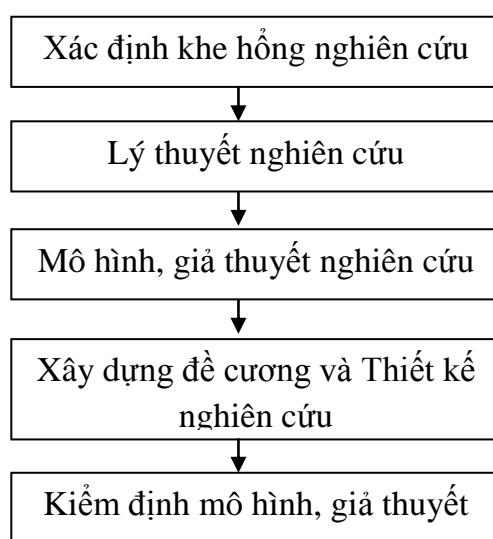 Xác định khe hổng nghiên cứu
Lý thuyết nghiên cứu
Mô hình, giả thuyết nghiên cứu
Xây dựng đề cương và Thiết kế
nghiên cứu
Kiểm định mô hình, giả thuyết